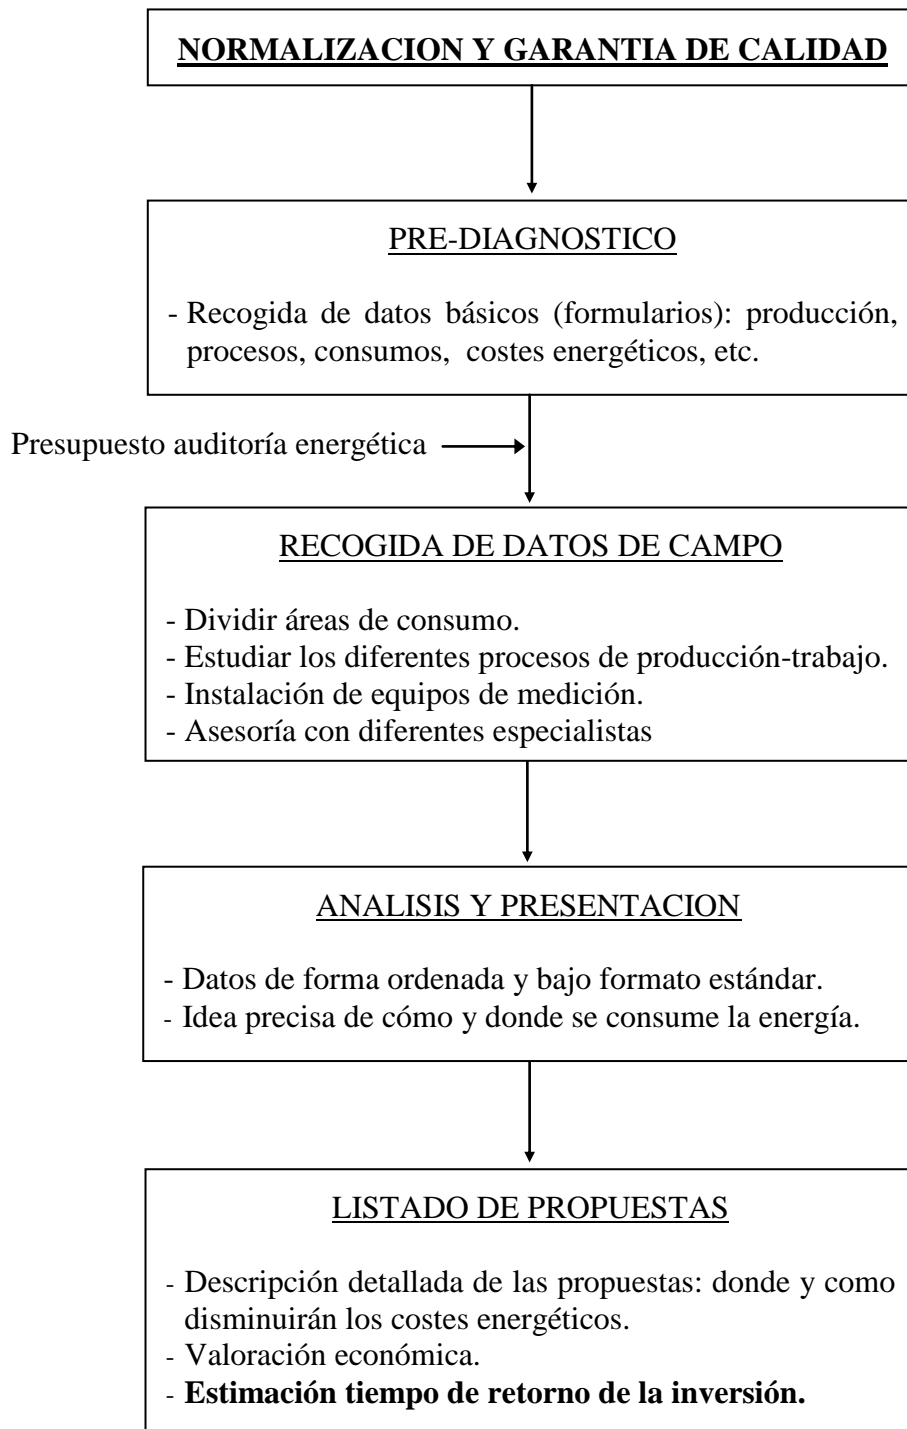 NORMALIZACION Y GARANTIA DE CALIDAD
PRE-DIAGNOSTICO
- Recogida de datos básicos (formularios): producción,
procesos, consumos, costes energéticos, etc.
Presupuesto auditoría energética
RECOGIDA DE DATOS DE CAMPO
- Dividir áreas de consumo.
- Estudiar los diferentes procesos de producción-trabajo.
- Instalación de equipos de medición.
- Asesoría con diferentes especialistas
ANALISIS Y PRESENTACION
- Datos de forma ordenada y bajo formato estándar.
- Idea precisa de cómo y donde se consume la energía.
LISTADO DE PROPUESTAS
- Descripción detallada de las propuestas: donde y como
disminuirán los costes energéticos.
- Valoración económica.
- Estimación tiempo de retorno de la inversión.